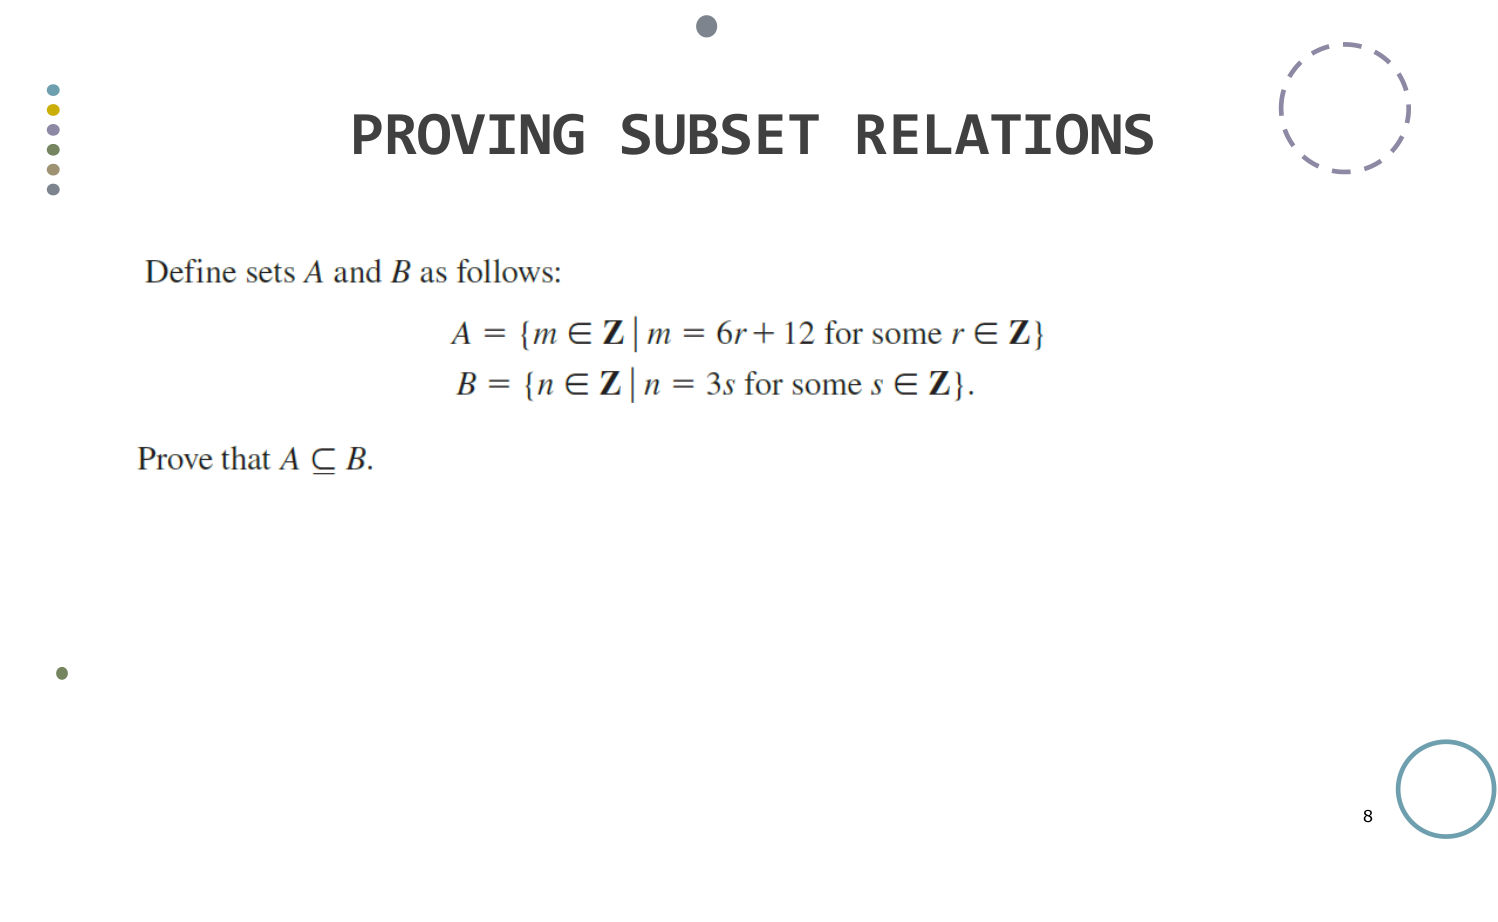 PROVING SUBSET RELATIONS
Define sets A and B as follows:
A = {m ∈ Z | m = 6r + 12 for some r ∈ Z}
B = {n ∈ Z | n = 3s for some s ∈ Z}.
Prove that A ⊆ B.
8